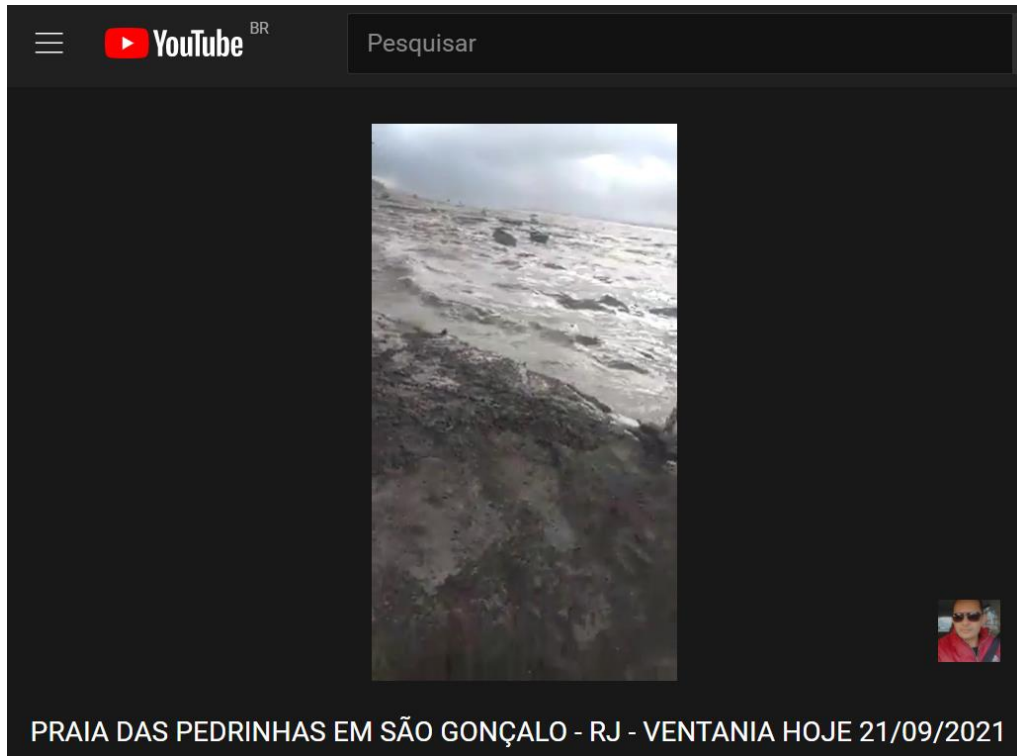 YouTube BR
Pesquisar
PRAIA DAS PEDRINHAS EM SÃO GONÇALO - RJ - VENTANIA HOJE 21/09/2021